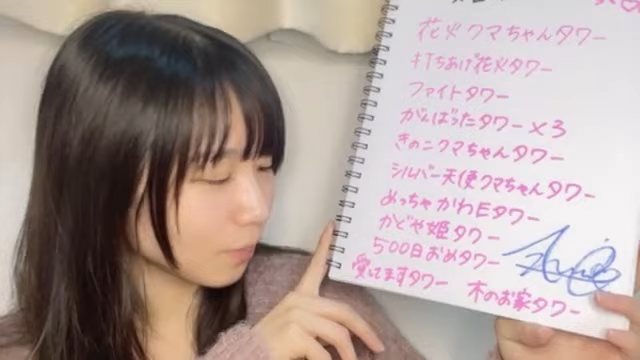 花火クマちゃんタワー
打ちあげ花火タワー
ファイトタワー
がんばったタワー×3
きのこクマちゃんタワー
シルバー天使クマちゃんタワー
めっちゃかわEタワー
かどや姫タワー
500日おめタワー
愛してますタワー 木のお家タワー